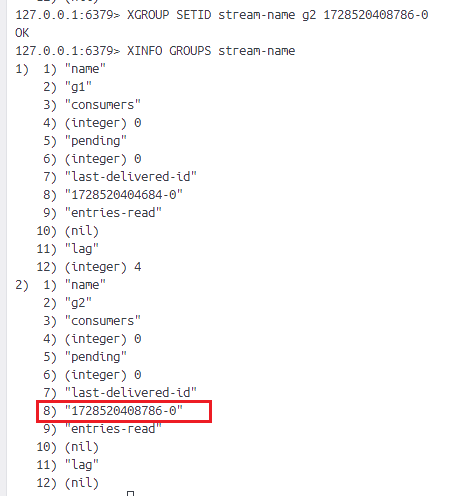 127.0.0.1:6379> XGROUP SETID stream-name g2 1728520408786-0
OK
127.0.0.1:6379> XINFO GROUPS stream-name
1) 1) "name"
2) "g1"
3) "consumers"
4) (integer) 0
5) "pending"
6) (integer) 0
7) "last-delivered-id"
8) "1728520404684-0"
9) "entries-read"
10) (nil)
11) "lag"
12) (integer) 4
2) 1) "name"
2) "g2"
3) "consumers"
4) (integer) 0
5) "pending"
6) (integer) 0
7) "last-delivered-id"
8) "1728520408786-0"
9) "entries-read"
10) (nil)
11) "lag"
12) (nil)